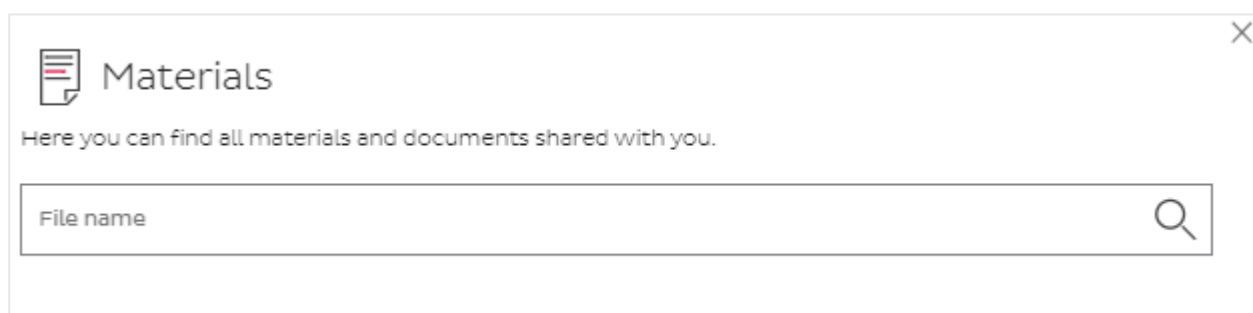 Materials
Here you can find all materials and documents shared with you.
File name